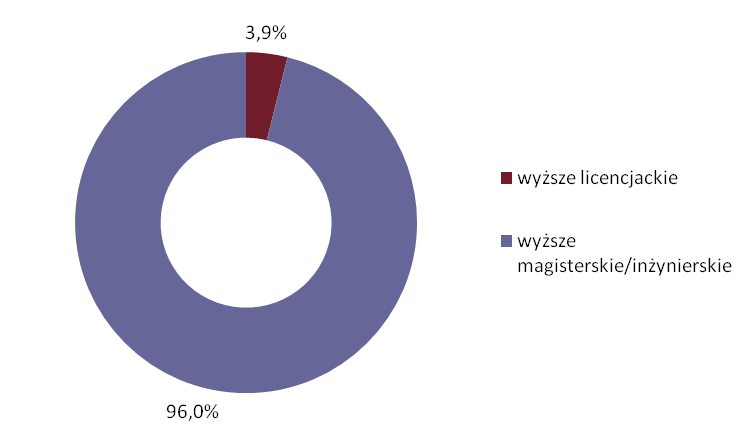 3,9%
wyższe licencjackie
wyższe
magisterskie/inżynierskie
96,0%